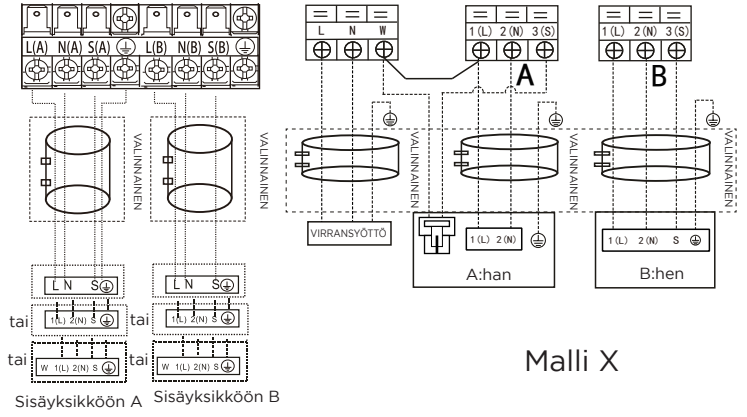 L(A) N(A) S(A) L(B) N(B) S(B)
VALINNAINEN
VALINNAINEN
L N S
L N S
tai
1(L) 2(N) S
tai
1(L) 2(N) S
tai
W 1(L) 2(N) S
tai
W 1(L) 2(N) S
Sisäyksikköön A
Sisäyksikköön B
L N W
1 (L) 2 (N) 3 (S)
A
1 (L) 2 (N) 3 (S)
B
VALINNAINEN
VALINNAINEN
VALINNAINEN
VIRRANSYÖTTÖ
1 (L) 2 (N)
A:han
1 (L) 2 (N) S
B:hen
Malli X